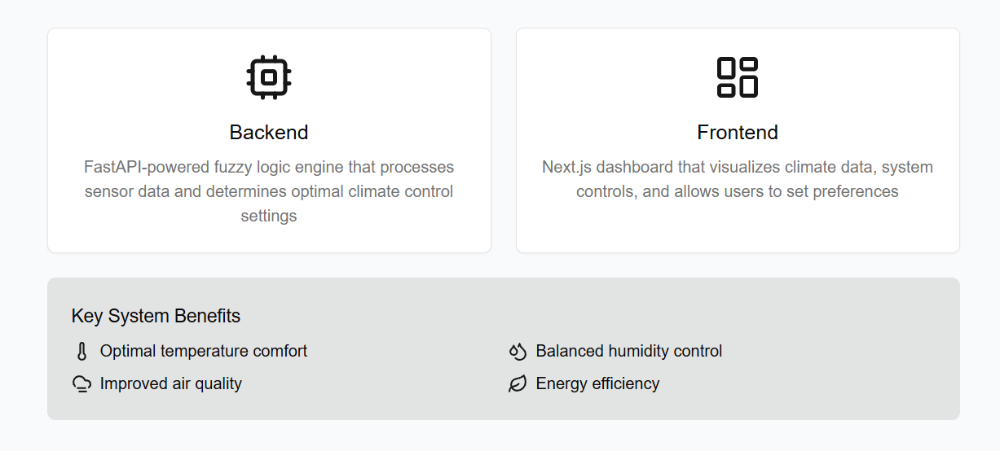 Backend
FastAPI-powered fuzzy logic engine that processes
sensor data and determines optimal climate control
settings
Frontend
Next.js dashboard that visualizes climate data, system
controls, and allows users to set preferences
Key System Benefits
Optimal temperature comfort
Balanced humidity control
Improved air quality
Energy efficiency